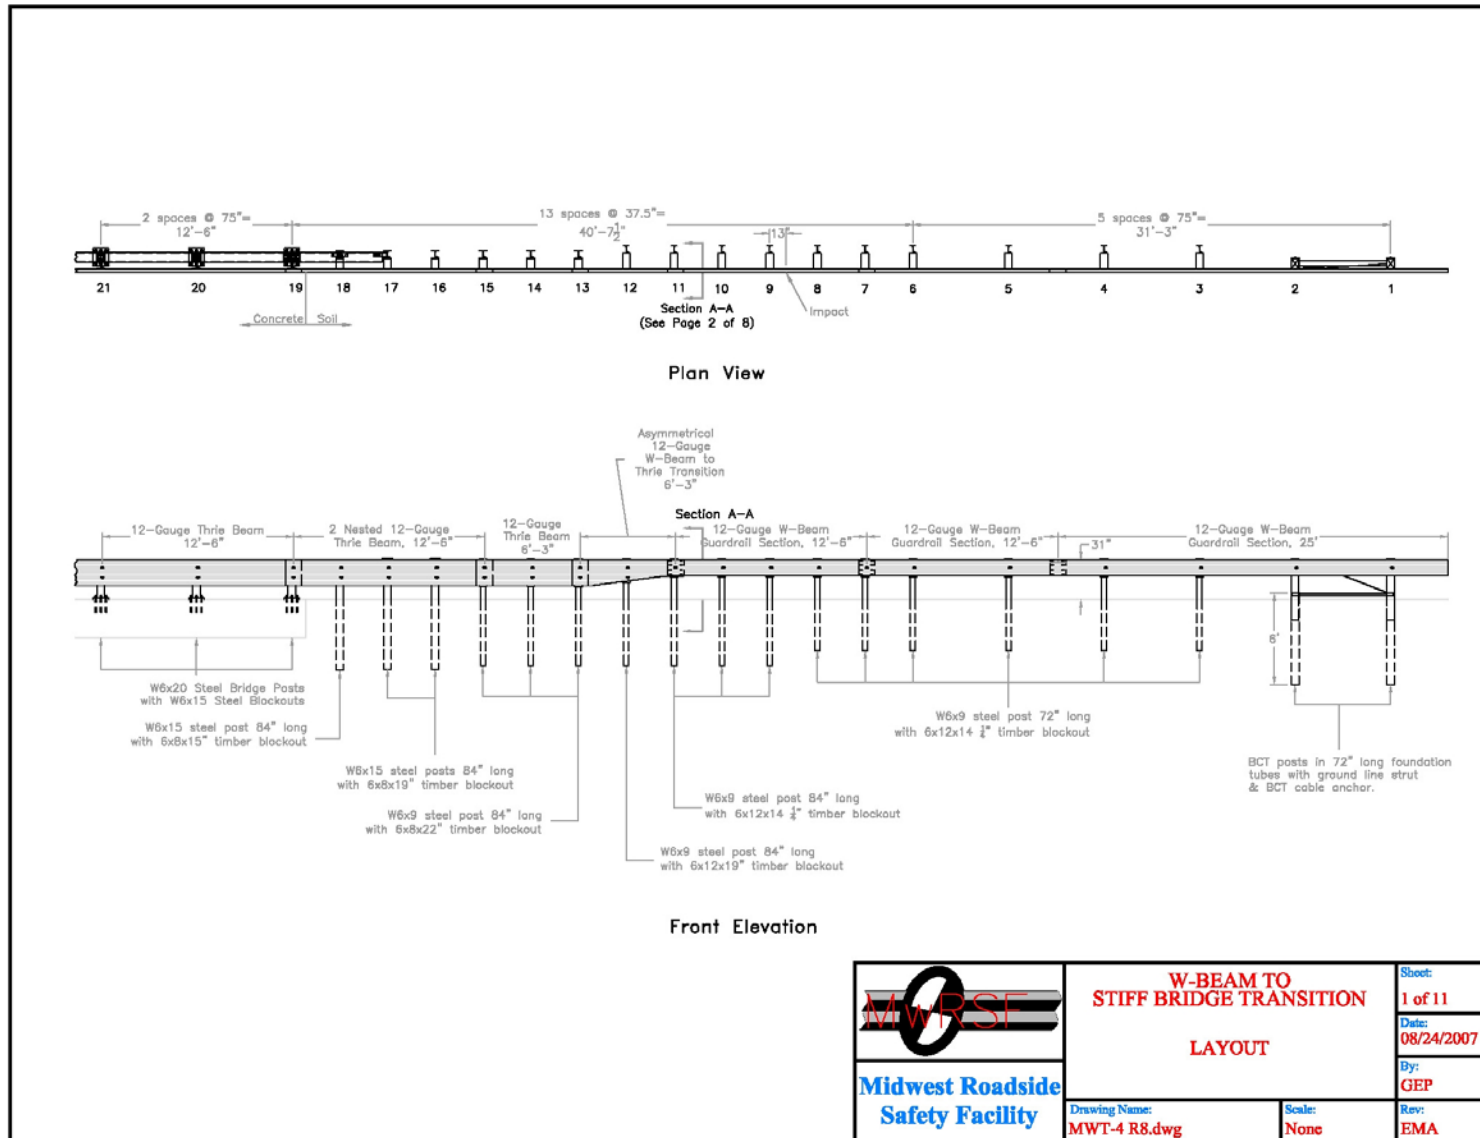 2 spaces @ 75"=
12'-6"
13 spaces @ 37.5"=
40'-7 1/2"
5 spaces @ 75"=
31'-3"
13"
21 20 19 18 17 16 15 14 13 12 11 10 9 8 7 6 5 4 3 2 1
Concrete Soil
Section A-A
(See Page 2 of 8)
Impact
Plan View
Asymmetrical
12-Gauge
W-Beam to
Thrie Transition
6'-3"
Section A-A
12-Gauge Thrie Beam
12'-6"
2 Nested 12-Gauge
Thrie Beam, 12'-6"
12-Gauge
Thrie Beam
6'-3"
12-Gauge W-Beam
Guardrail Section, 12'-6"
12-Gauge W-Beam
Guardrail Section, 12'-6"
12-Guage W-Beam
Guardrail Section, 25'
31"
6'
W6x20 Steel Bridge Posts
with W6x15 Steel Blockouts
W6x15 steel post 84" long
with 6x8x15" timber blockout
W6x15 steel posts 84" long
with 6x8x19" timber blockout
W6x9 steel post 84" long
with 6x8x22" timber blockout
W6x9 steel post 84" long
with 6x12x19" timber blockout
W6x9 steel post 84" long
with 6x12x14 1/4" timber blockout
W6x9 steel post 72" long
with 6x12x14 1/4" timber blockout
BCT posts in 72" long foundation
tubes with ground line strut
& BCT cable anchor.
Front Elevation
MwRSF
Midwest Roadside
Safety Facility
W-BEAM TO
STIFF BRIDGE TRANSITION
LAYOUT
Drawing Name:
MWT-4 R8.dwg
Scale:
None
Sheet:
1 of 11
Date:
08/24/2007
By:
GEP
Rev:
EMA